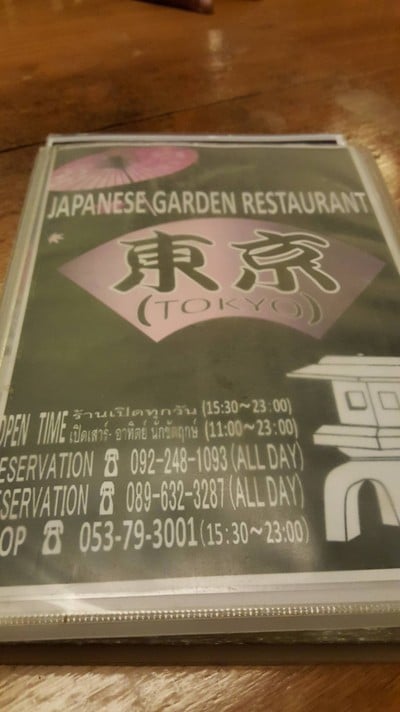 JAPANESE GARDEN RESTAURANT
東京
(TOKYO)
OPEN TIME ร้านเปิดทุกวัน (15:30~23:00)
เปิดเสาร์-อาทิตย์ นักขัตฤกษ์ (11:00~23:00)
ESERVATION ☎ 092-248-1093 (ALL DAY)
ESERVATION ☎ 089-632-3287 (ALL DAY)
OP ☎ 053-79-3001 (15:30~23:00)